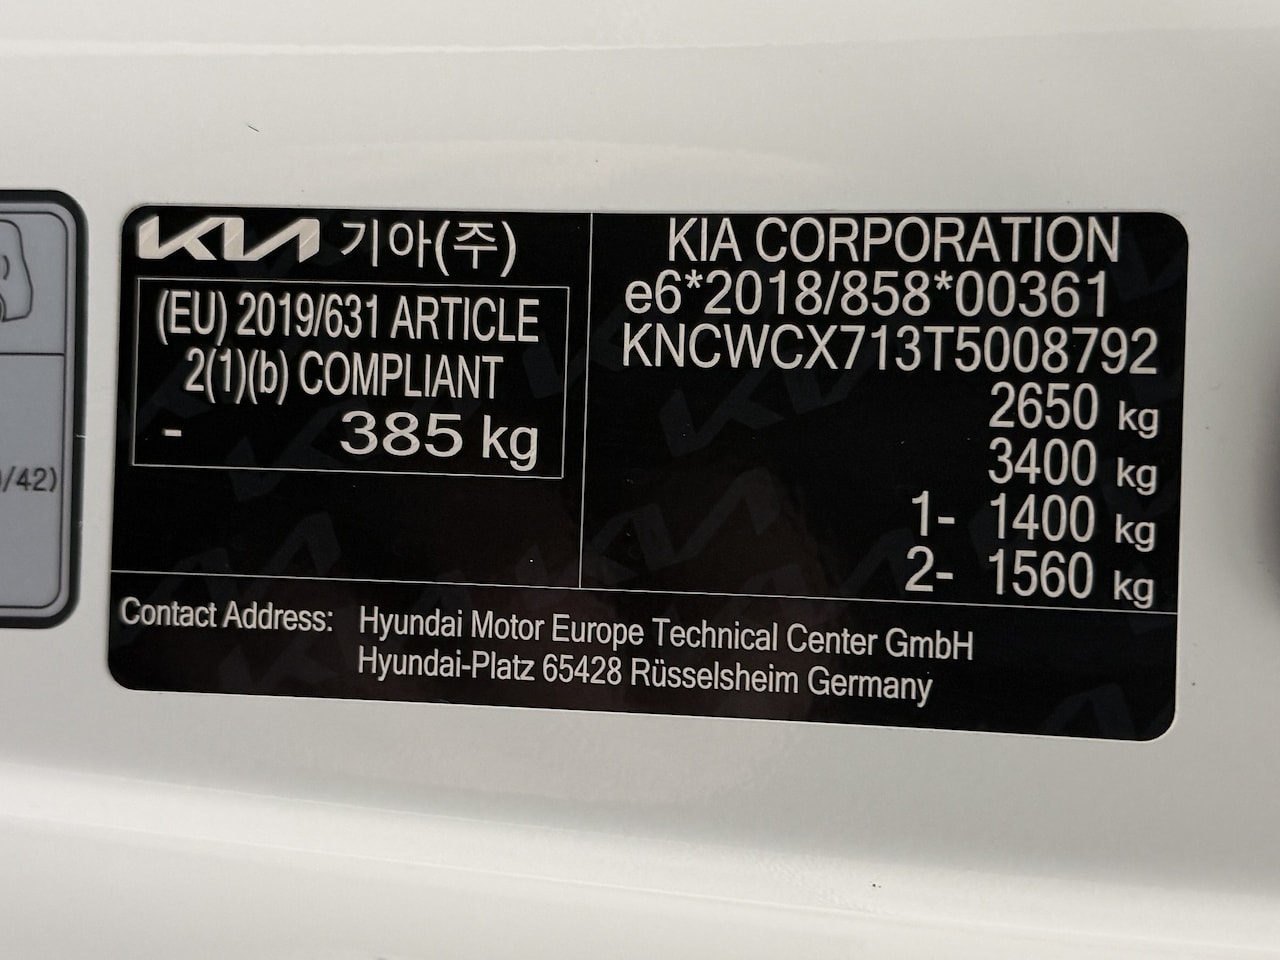 KIA 기아(주)
(EU) 2019/631 ARTICLE
2(1)(b) COMPLIANT
- 385 kg
KIA CORPORATION
e6*2018/858*00361
KNCWCX713T5008792
2650 kg
3400 kg
1- 1400 kg
2- 1560 kg
Contact Address: Hyundai Motor Europe Technical Center GmbH
Hyundai-Platz 65428 Rüsselsheim Germany
/42)